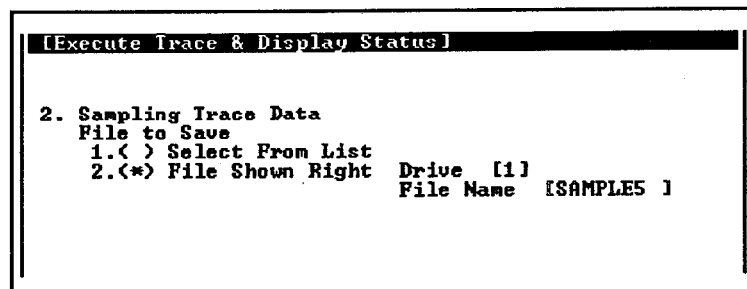 [Execute Trace & Display Status]
2. Sampling Trace Data
File to Save
1.( ) Select From List
2.(*) File Shown Right Drive [1]
File Name [SAMPLE5 ]